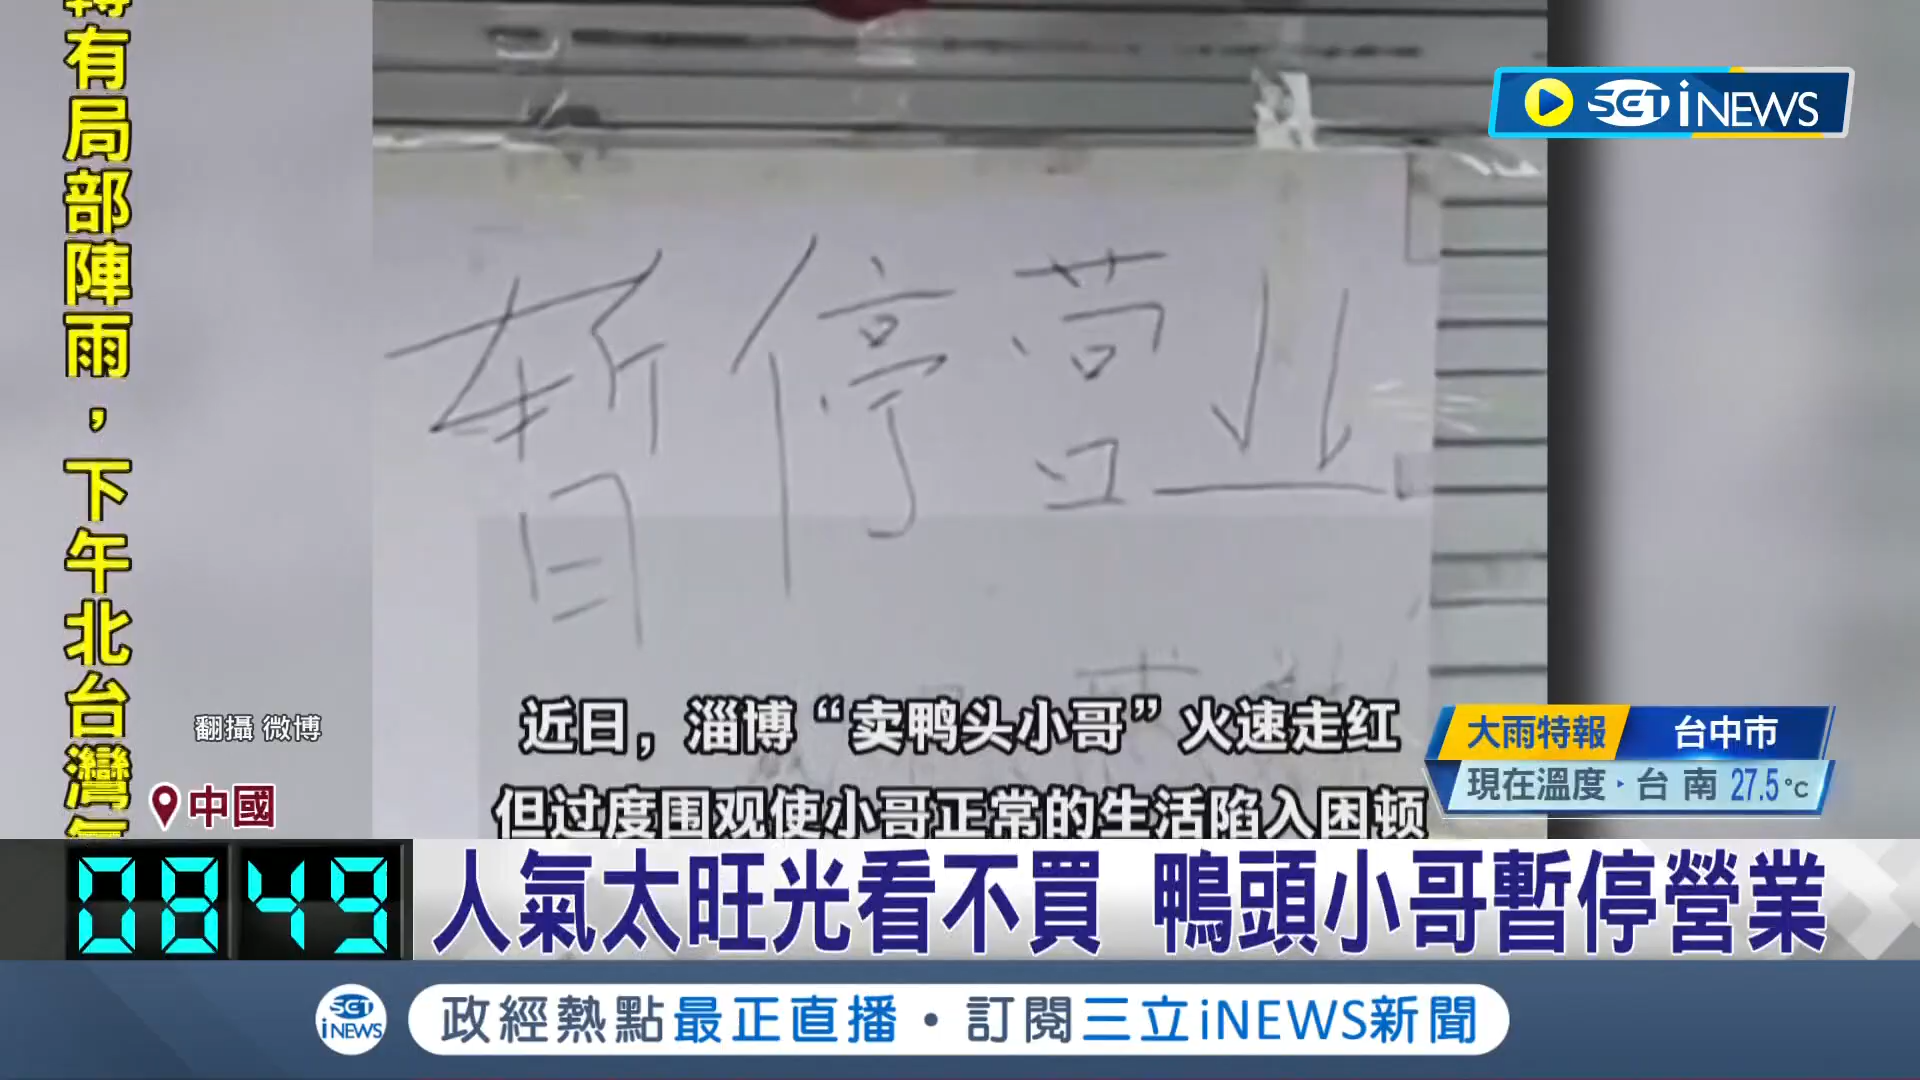 SET iNEWS
有局部陣雨，下午北台灣
暂停营业
近日，淄博“卖鸭头小哥”火速走红
但过度围观使小哥正常的生活陷入困顿
翻攝 微博
中國
大雨特報 台中市
現在溫度 台南 27.5°C
0849
人氣太旺光看不買 鴨頭小哥暫停營業
SET iNEWS
政經熱點最正直播・訂閱三立iNEWS新聞